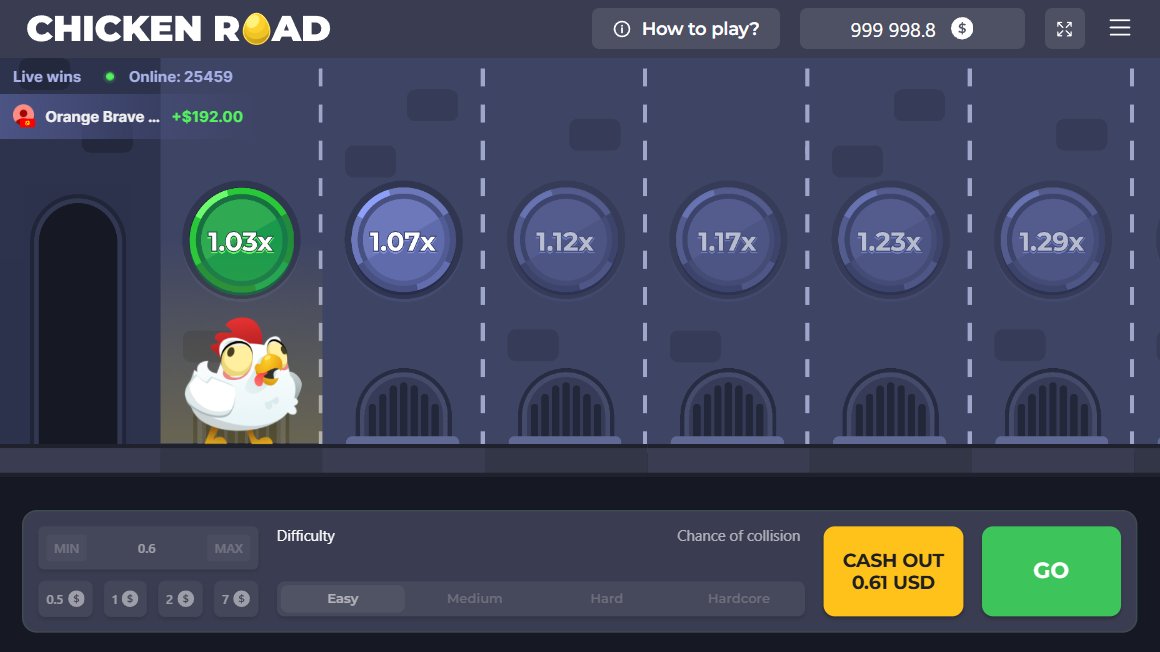 CHICKEN ROAD
How to play?
999 998.8 $
Live wins
Online: 25459
Orange Brave ... +$192.00
1.03x
1.07x
1.12x
1.17x
1.23x
1.29x
MIN 0.6 MAX
0.5 $ 1 $ 2 $ 7 $
Difficulty
Chance of collision
Easy Medium Hard Hardcore
CASH OUT
0.61 USD
GO